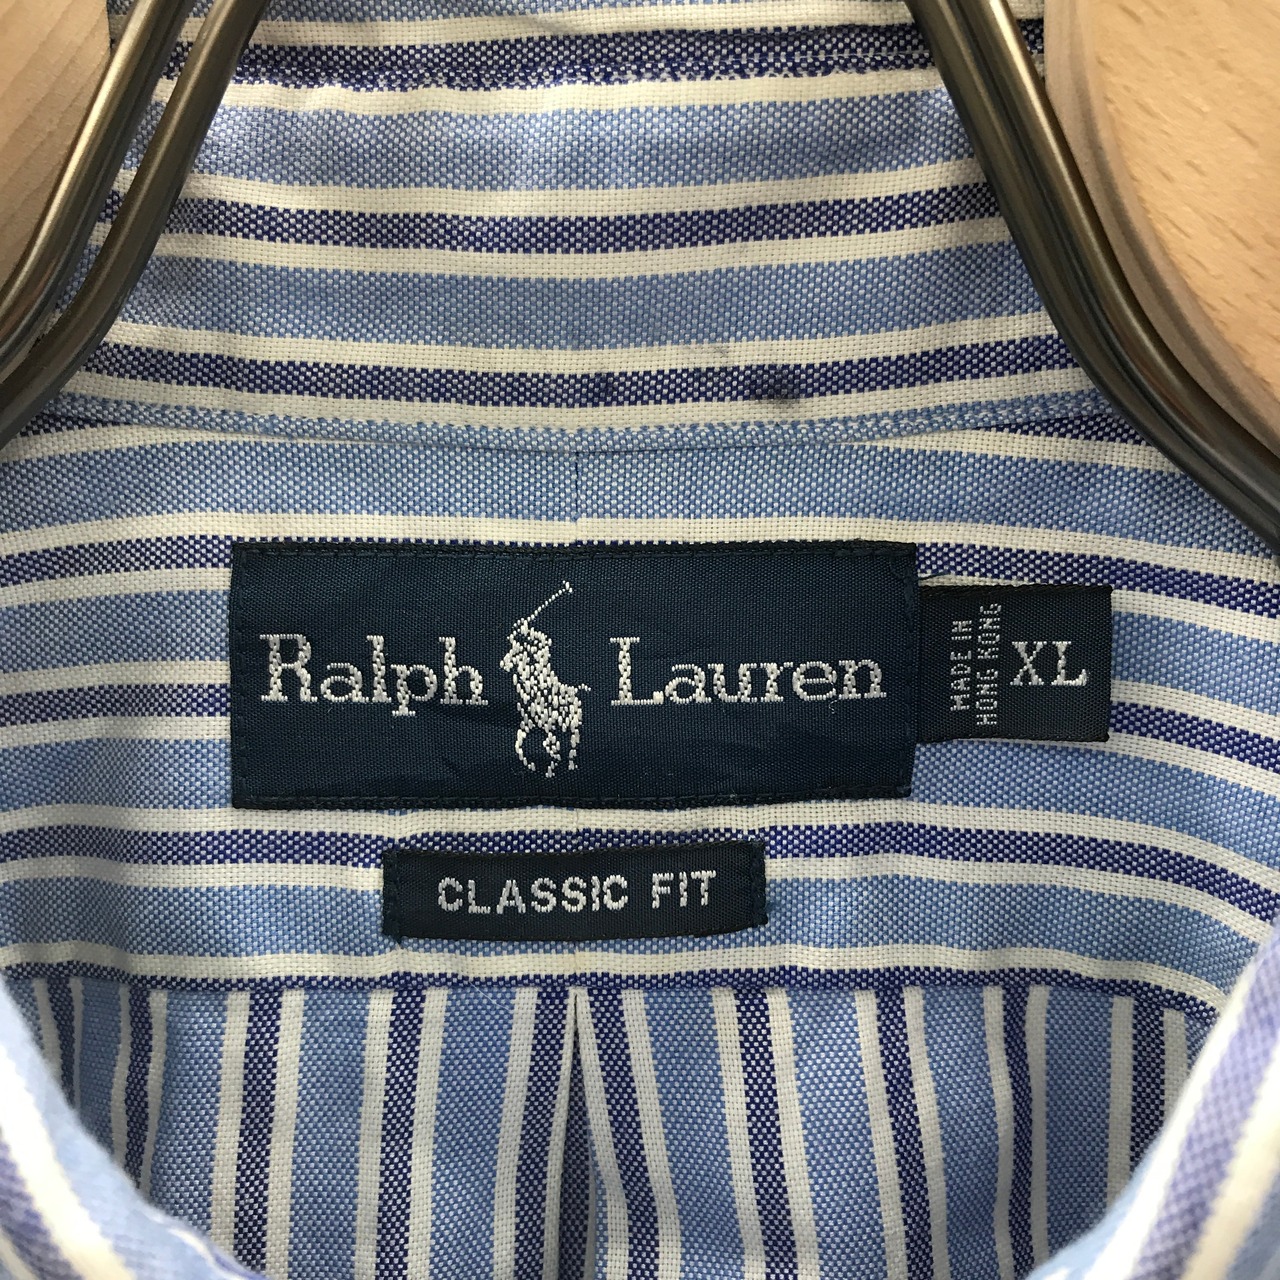 Ralph Lauren
MADE IN
HONG KONG
XL
CLASSIC FIT